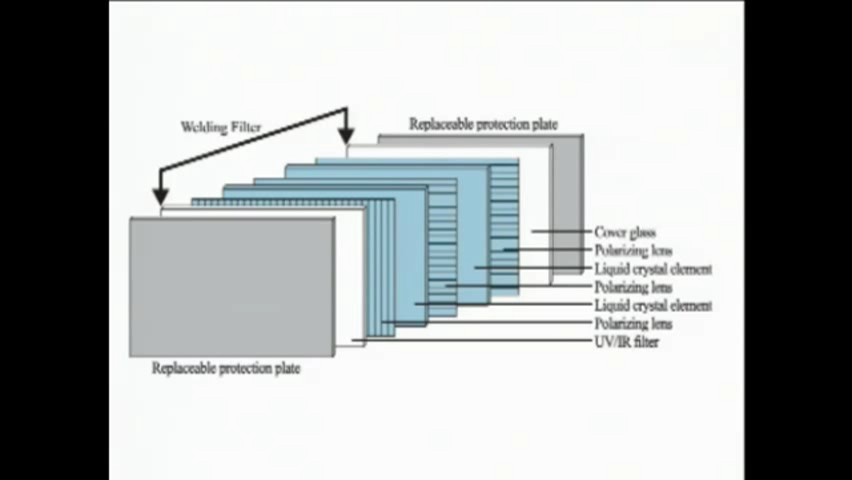 Replaceable protection plate
Welding Filter
Cover glass
Polarizing lens
Liquid crystal element
Polarizing lens
Liquid crystal element
Polarizing lens
UV/IR filter
Replaceable protection plate